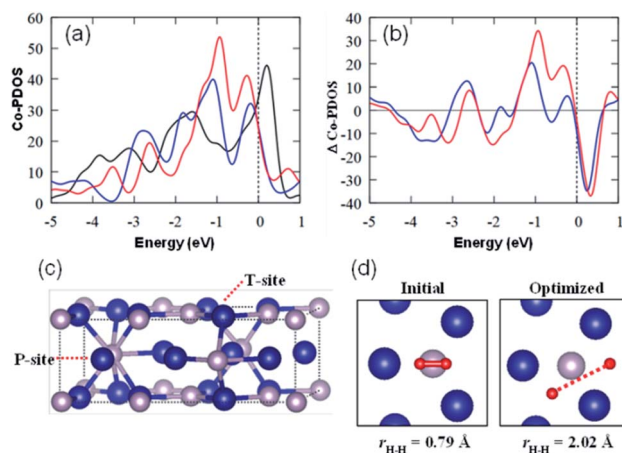 (a)
60
50
40
30
20
10
0
Co-PDOS
-5 -4 -3 -2 -1 0 1
Energy (eV)
(b)
40
30
20
10
0
-10
-20
-30
-40
Δ Co-PDOS
-5 -4 -3 -2 -1 0 1
Energy (eV)
(c)
T-site
P-site
(d)
Initial Optimized
r H-H = 0.79 Å r H-H = 2.02 Å